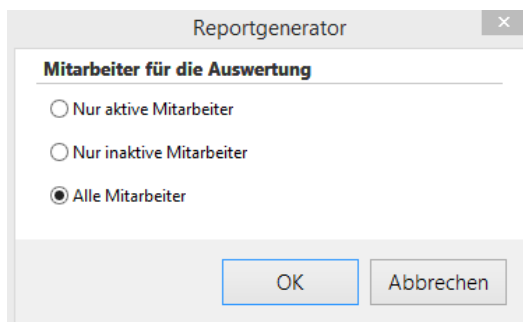 Reportgenerator
Mitarbeiter für die Auswertung
Nur aktive Mitarbeiter
Nur inaktive Mitarbeiter
Alle Mitarbeiter
OK Abbrechen